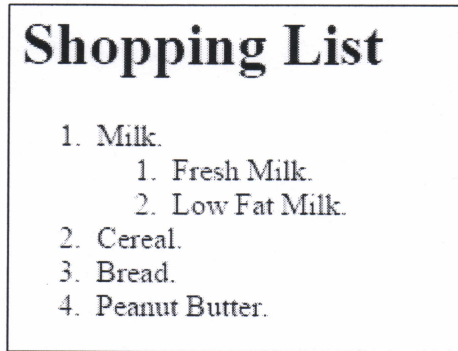 Shopping List
1. Milk.
1. Fresh Milk.
2. Low Fat Milk.
2. Cereal.
3. Bread.
4. Peanut Butter.